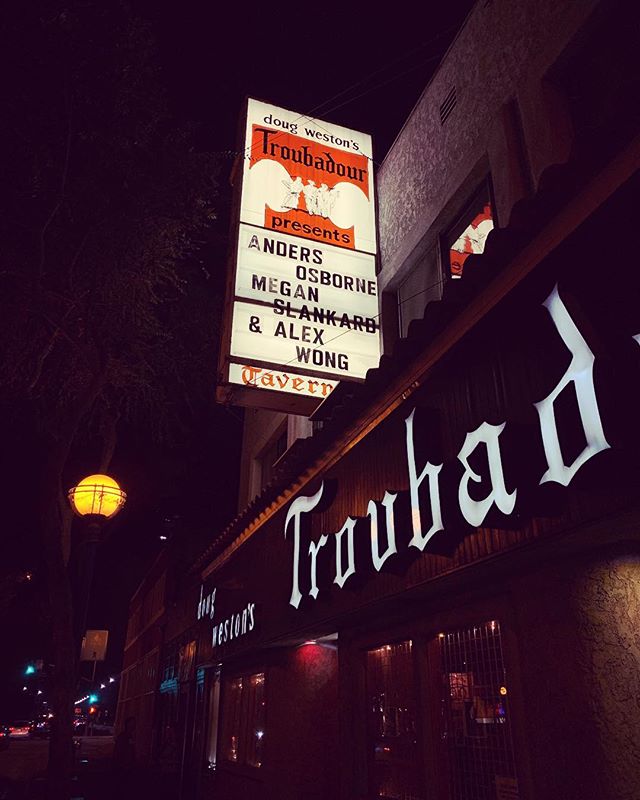 doug weston's
Troubadour
presents
ANDERS
OSBORNE
MEGAN
SLANKARD
& ALEX
WONG
Tavern
doug
weston's
Troubad